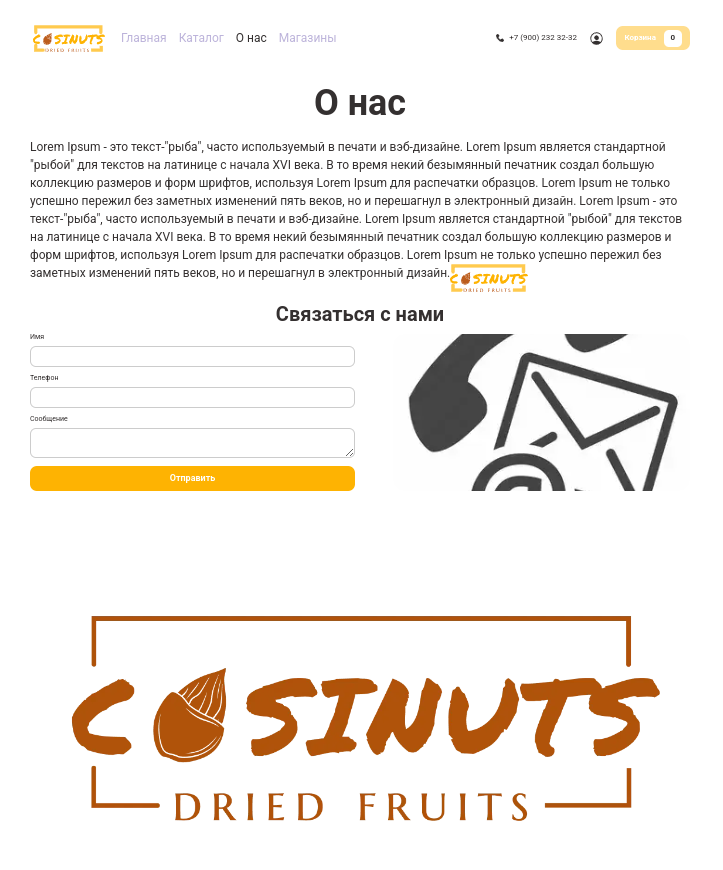 COSINUTS
DRIED FRUITS
Главная Каталог О нас Магазины
+7 (900) 232 32-32
Корзина 0
О нас
Lorem Ipsum - это текст-"рыба", часто используемый в печати и вэб-дизайне. Lorem Ipsum является стандартной
"рыбой" для текстов на латинице с начала XVI века. В то время некий безымянный печатник создал большую
коллекцию размеров и форм шрифтов, используя Lorem Ipsum для распечатки образцов. Lorem Ipsum не только
успешно пережил без заметных изменений пять веков, но и перешагнул в электронный дизайн. Lorem Ipsum - это
текст-"рыба", часто используемый в печати и вэб-дизайне. Lorem Ipsum является стандартной "рыбой" для текстов
на латинице с начала XVI века. В то время некий безымянный печатник создал большую коллекцию размеров и
форм шрифтов, используя Lorem Ipsum для распечатки образцов. Lorem Ipsum не только успешно пережил без
заметных изменений пять веков, но и перешагнул в электронный дизайн.
COSINUTS
DRIED FRUITS
Связаться с нами
Имя
Телефон
Сообщение
Отправить
@
COSINUTS
DRIED FRUITS